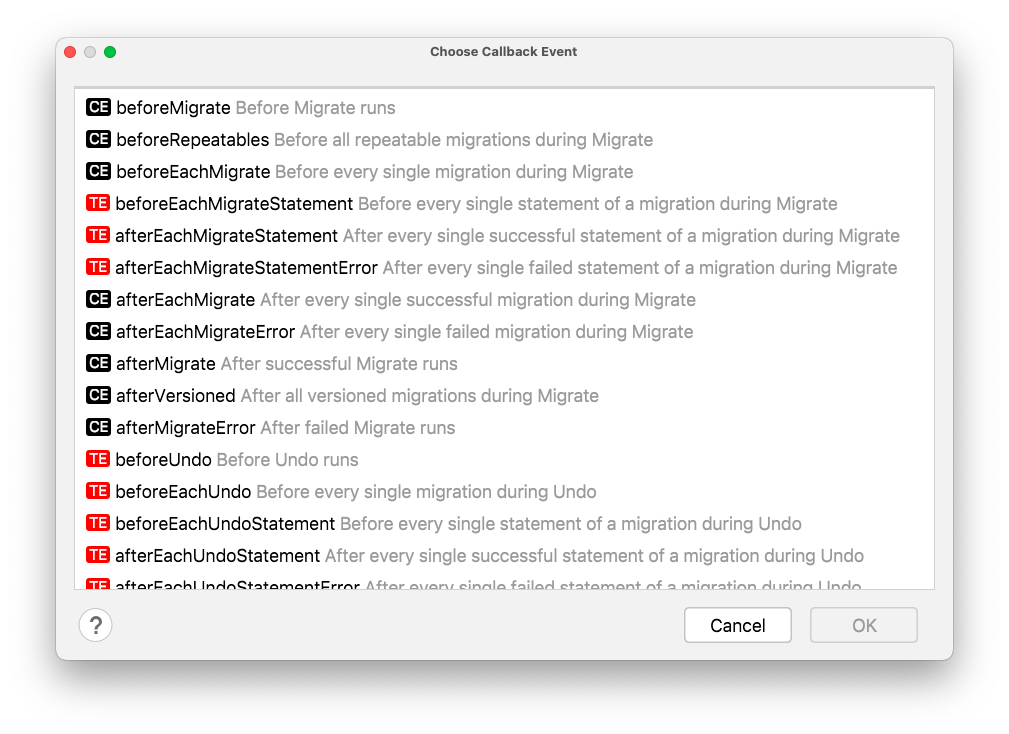 Choose Callback Event
CE beforeMigrate Before Migrate runs
CE beforeRepeatables Before all repeatable migrations during Migrate
CE beforeEachMigrate Before every single migration during Migrate
TE beforeEachMigrateStatement Before every single statement of a migration during Migrate
TE afterEachMigrateStatement After every single successful statement of a migration during Migrate
TE afterEachMigrateStatementError After every single failed statement of a migration during Migrate
CE afterEachMigrate After every single successful migration during Migrate
CE afterEachMigrateError After every single failed migration during Migrate
CE afterMigrate After successful Migrate runs
CE afterVersioned After all versioned migrations during Migrate
CE afterMigrateError After failed Migrate runs
TE beforeUndo Before Undo runs
TE beforeEachUndo Before every single migration during Undo
TE beforeEachUndoStatement Before every single statement of a migration during Undo
TE afterEachUndoStatement After every single successful statement of a migration during Undo
TE afterEachUndoStatementError After every single failed statement of a migration during Undo
? Cancel OK